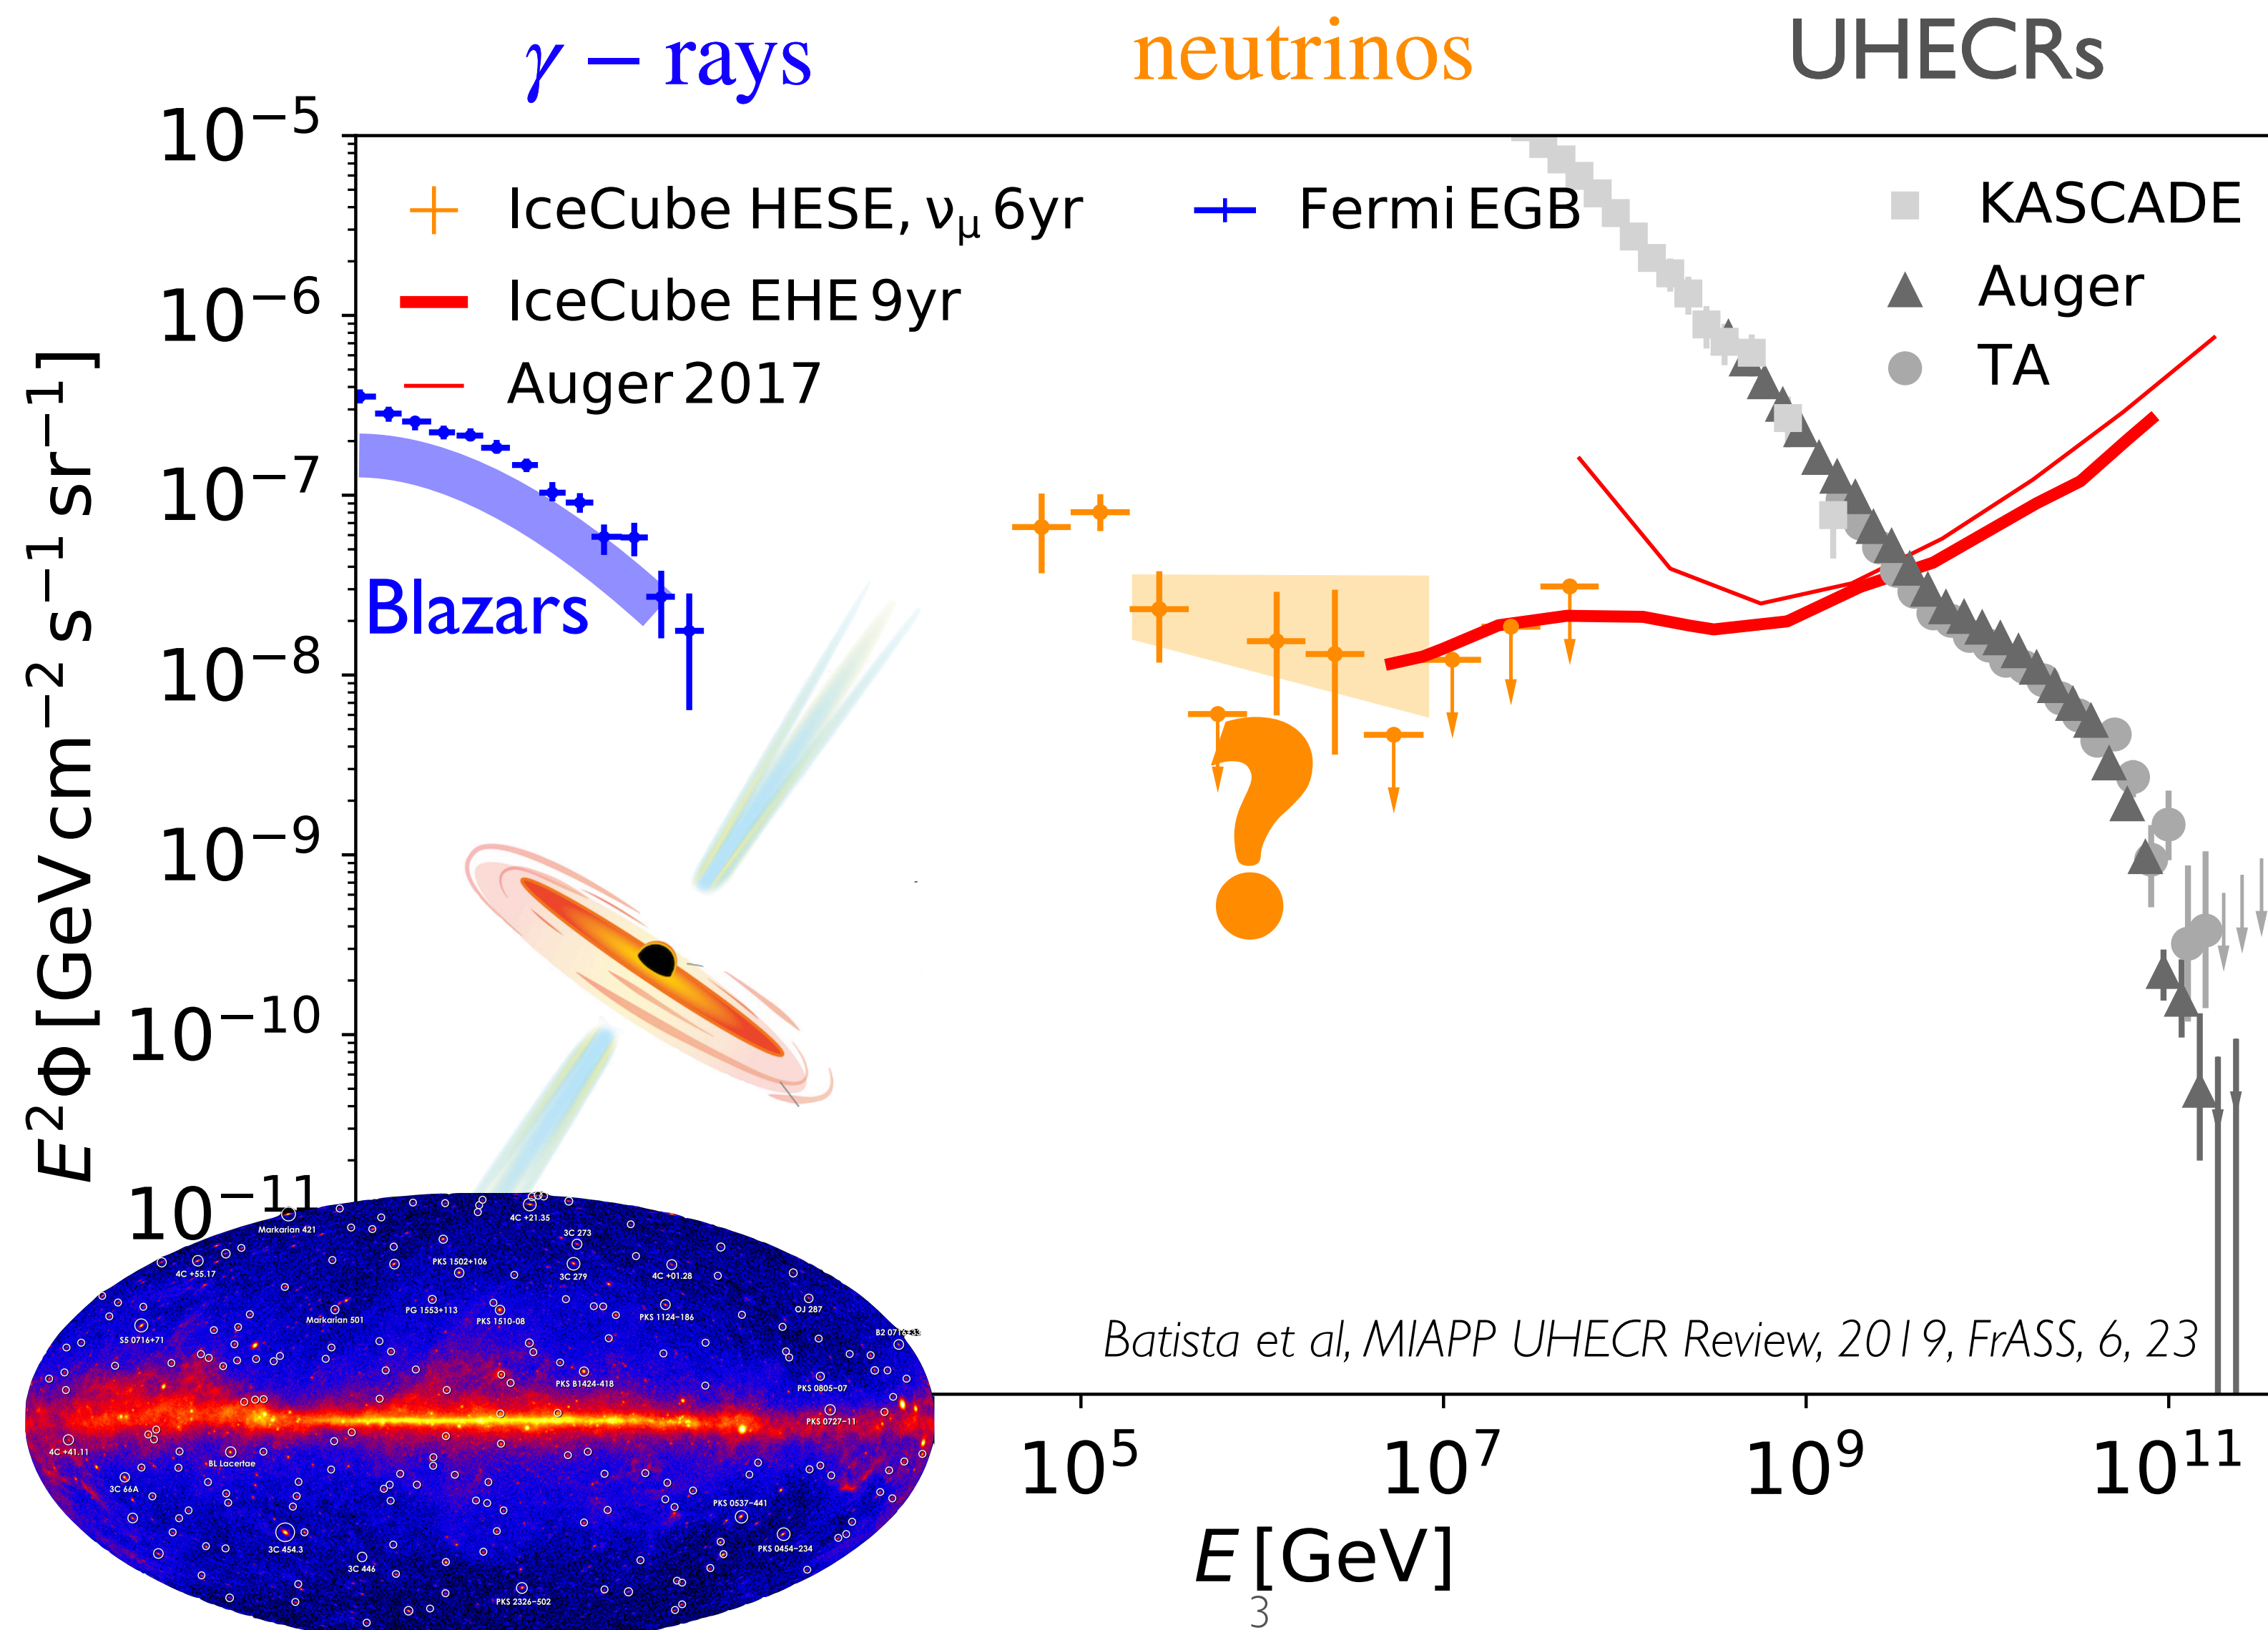 γ – rays
neutrinos
UHECRs
10⁻⁵
10⁻⁶
10⁻⁷
10⁻⁸
10⁻⁹
10⁻¹⁰
10⁻¹¹
E²Φ [GeV cm⁻² s⁻¹ sr⁻¹]
IceCube HESE, νμ 6yr
IceCube EHE 9yr
Auger 2017
Fermi EGB
KASCADE
Auger
TA
Blazars
?
Markarian 421
4C +21.35
3C 273
4C +55.17
PKS 1502+106
3C 279
4C +01.28
PG 1553+113
PKS 1510-08
PKS 1124–186
OJ 287
Markarian 501
S5 0716+71
PKS B1424-418
PKS 0805–07
PKS 0727–11
4C +41.11
BL Lacertae
3C 66A
PKS 0537–441
3C 454.3
PKS 0454–234
3C 446
PKS 2326–502
Batista et al, MIAPP UHECR Review, 2019, FrASS, 6, 23
10⁵
10⁷
10⁹
10¹¹
E [GeV]
3